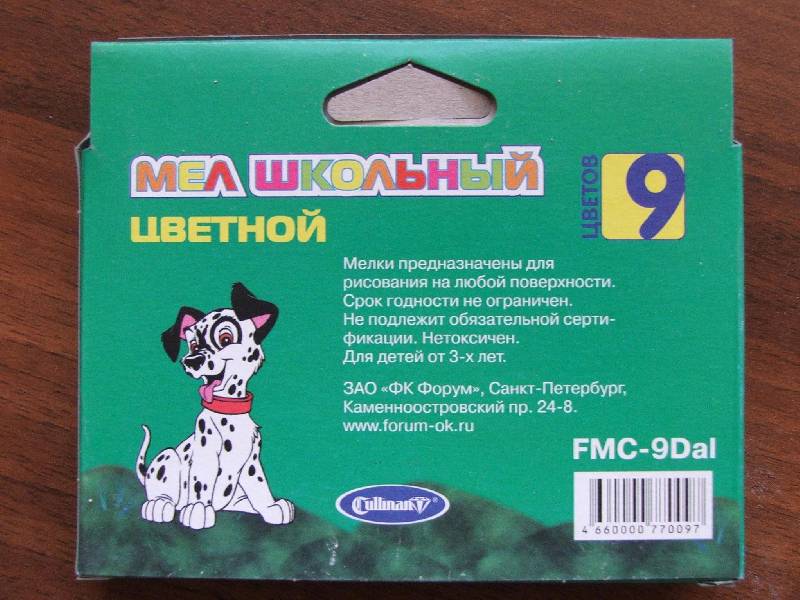 МЕЛ ШКОЛЬНЫЙ
ЦВЕТНОЙ
ЦВЕТОВ
9
Мелки предназначены для
рисования на любой поверхности.
Срок годности не ограничен.
Не подлежит обязательной серти-
фикации. Нетоксичен.
Для детей от 3-х лет.
ЗАО «ФК Форум», Санкт-Петербург,
Каменноостровский пр. 24-8.
www.forum-ok.ru
FMC-9Dal
Cullinan
4 660000 770097